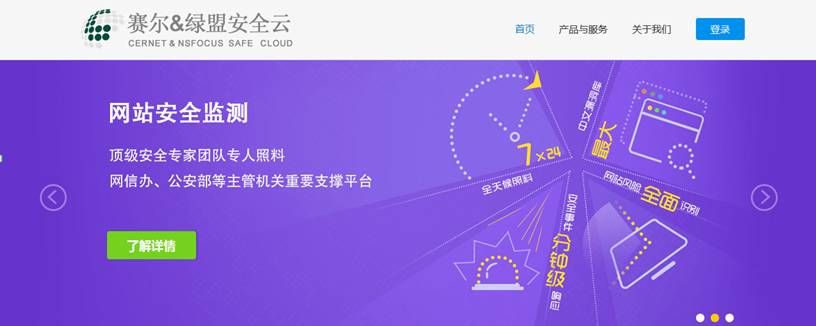 赛尔&绿盟安全云
CERNET & NSFOCUS SAFE CLOUD
首页
产品与服务
关于我们
登录
网站安全监测
顶级安全专家团队专人照料
网信办、公安部等主管机关重要支撑平台
了解详情
7×24
全天候照料
最大
中文漏洞库
网站风险全面识别
安全事件分钟级响应